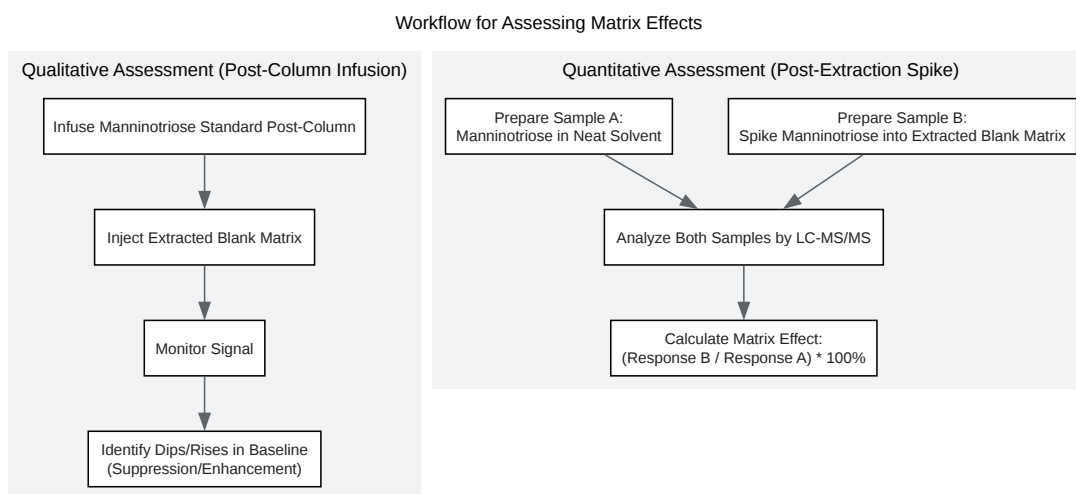 Workflow for Assessing Matrix Effects
Qualitative Assessment (Post-Column Infusion)
Infuse Manninotriose Standard Post-Column
Inject Extracted Blank Matrix
Monitor Signal
Identify Dips/Rises in Baseline
(Suppression/Enhancement)
Quantitative Assessment (Post-Extraction Spike)
Prepare Sample A:
Manninotriose in Neat Solvent
Prepare Sample B:
Spike Manninotriose into Extracted Blank Matrix
Analyze Both Samples by LC-MS/MS
Calculate Matrix Effect:
(Response B / Response A) * 100%